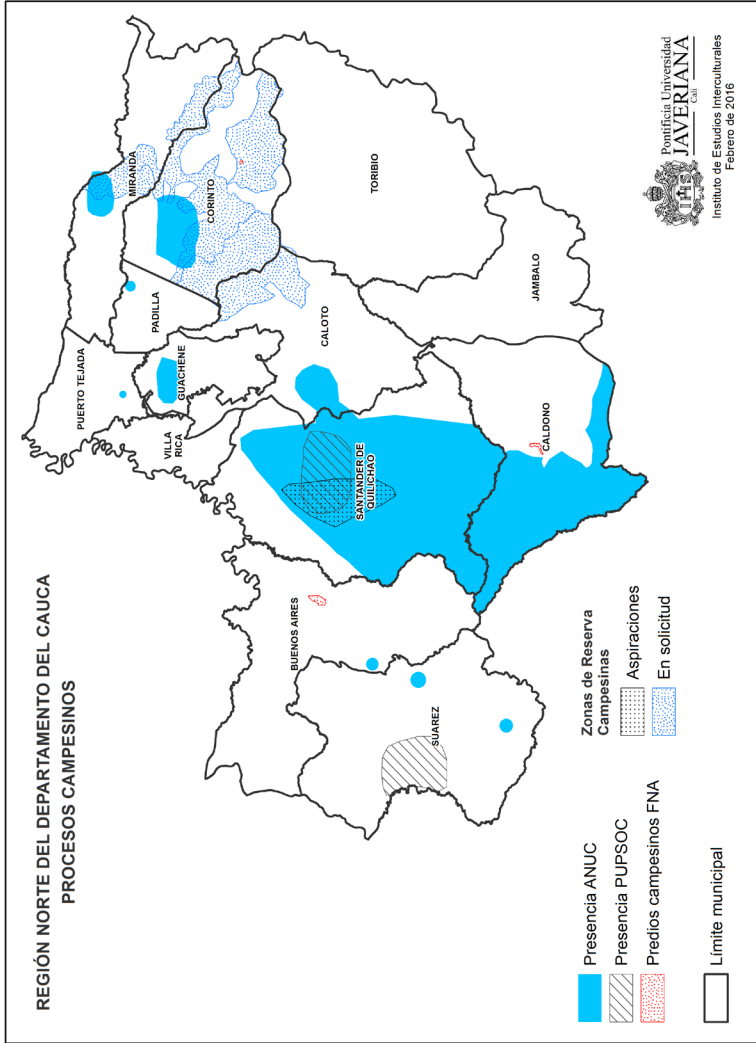 REGIÓN NORTE DEL DEPARTAMENTO DEL CAUCA
PROCESOS CAMPESINOS
PUERTO TEJADA
PADILLA
MIRANDA
CORINTO
GUACHENE
VILLA
RICA
CALOTO
TORIBIO
SANTANDER DE
QUILICHAO
BUENOS AIRES
SUAREZ
CALDONO
JAMBALO
Presencia ANUC
Presencia PUPSOC
Predios campesinos FNA
Límite municipal
Zonas de Reserva
Campesinas
Aspiraciones
En solicitud
IHS
Pontificia Universidad
JAVERIANA
Cali
Instituto de Estudios Interculturales
Febrero de 2016